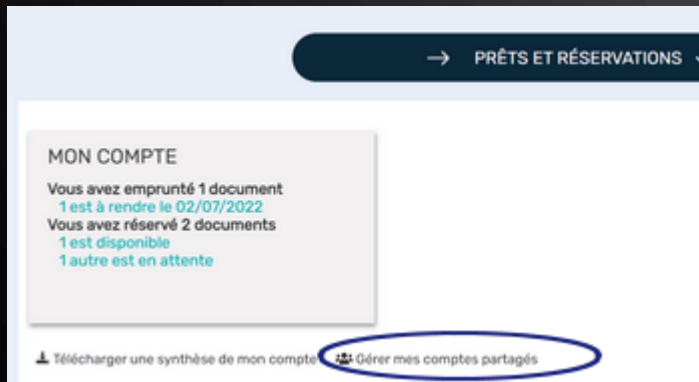 PRÊTS ET RÉSERVATIONS
MON COMPTE
Vous avez emprunté 1 document
1 est à rendre le 02/07/2022
Vous avez réservé 2 documents
1 est disponible
1 autre est en attente
Télécharger une synthèse de mon compte Gérer mes comptes partagés